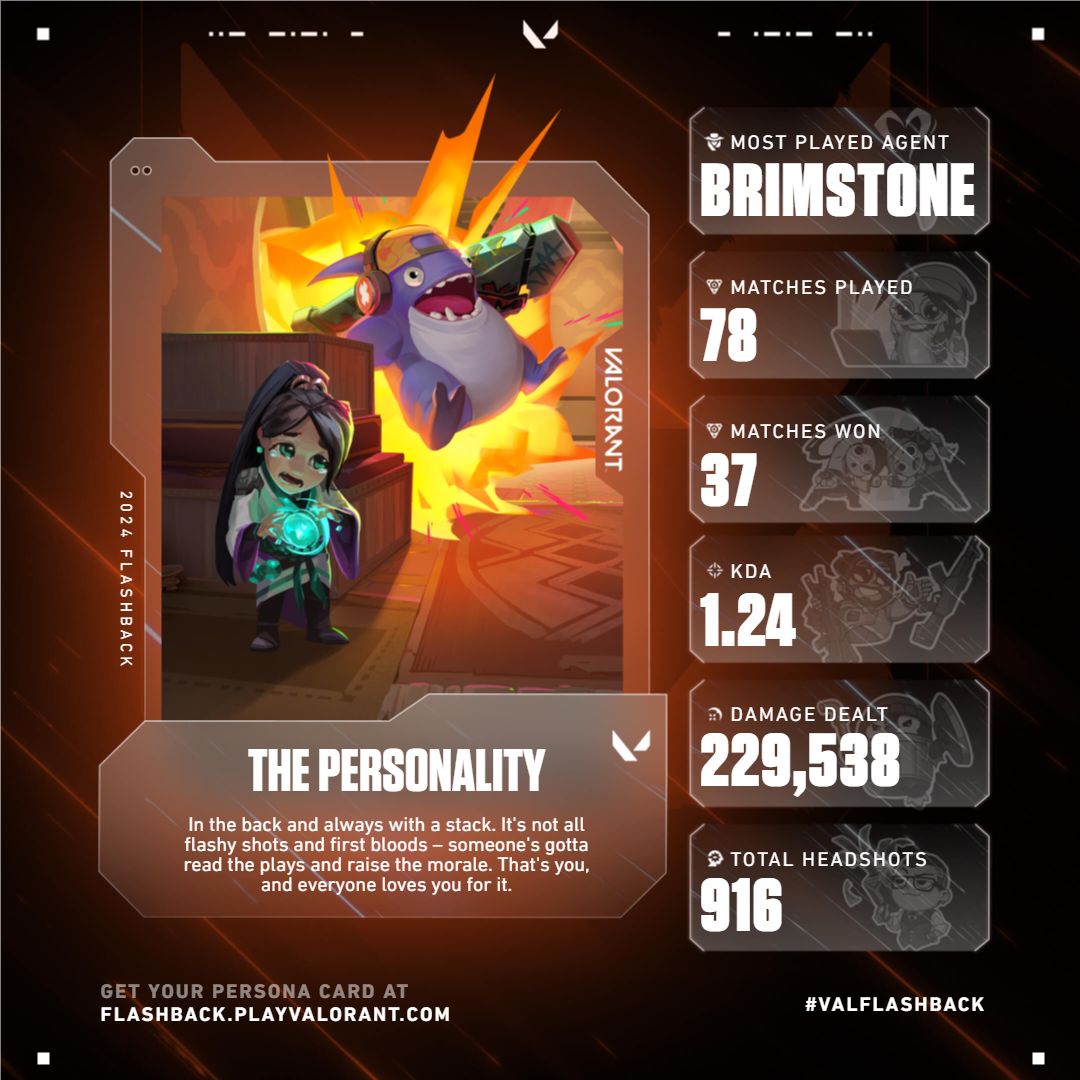 MOST PLAYED AGENT
BRIMSTONE
MATCHES PLAYED
78
MATCHES WON
37
KDA
1.24
DAMAGE DEALT
229,538
TOTAL HEADSHOTS
916
VALORANT
2024 FLASHBACK
THE PERSONALITY
In the back and always with a stack. It's not all
flashy shots and first bloods – someone's gotta
read the plays and raise the morale. That's you,
and everyone loves you for it.
GET YOUR PERSONA CARD AT
FLASHBACK.PLAYVALORANT.COM
#VALFLASHBACK